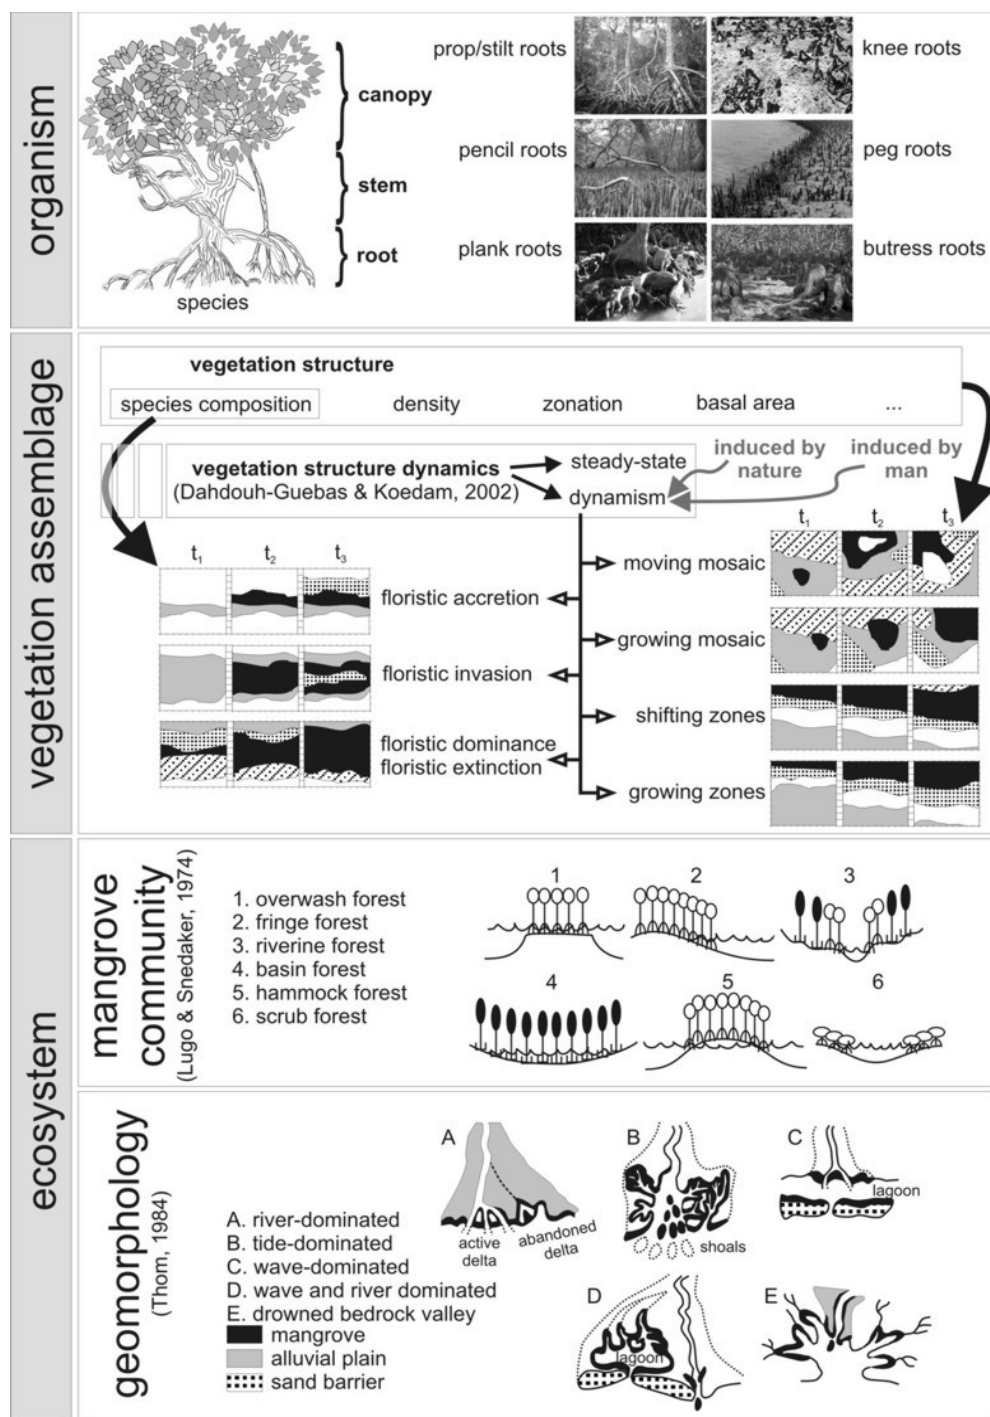 organism
canopy
stem
root
species
prop/stilt roots
knee roots
pencil roots
peg roots
plank roots
butress roots
vegetation assemblage
vegetation structure
species composition
density
zonation
basal area
...
vegetation structure dynamics
(Dahdouh-Guebas & Koedam, 2002)
steady-state
dynamism
induced by
nature
induced by
man
t1
t2
t3
floristic accretion
floristic invasion
floristic dominance
floristic extinction
t1
t2
t3
moving mosaic
growing mosaic
shifting zones
growing zones
ecosystem
mangrove
community
(Lugo & Snedaker, 1974)
1. overwash forest
2. fringe forest
3. riverine forest
4. basin forest
5. hammock forest
6. scrub forest
1
2
3
4
5
6
geomorphology
(Thom, 1984)
A. river-dominated
B. tide-dominated
C. wave-dominated
D. wave and river dominated
E. drowned bedrock valley
mangrove
alluvial plain
sand barrier
A
active
delta
abandoned
delta
B
shoals
C
lagoon
D
lagoon
E